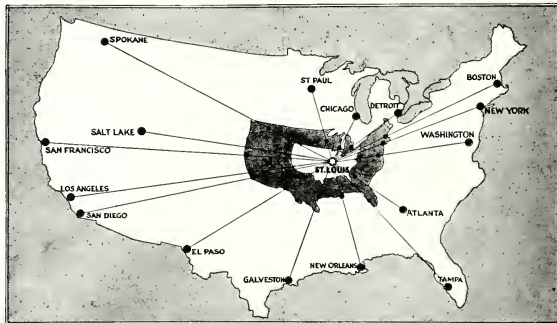 SPOKANE
ST PAUL
BOSTON
CHICAGO
DETROIT
NEW YORK
SALT LAKE
WASHINGTON
SAN FRANCISCO
ST. LOUIS
LOS ANGELES
SAN DIEGO
ATLANTA
EL PASO
NEW ORLEANS
GALVESTON
TAMPA